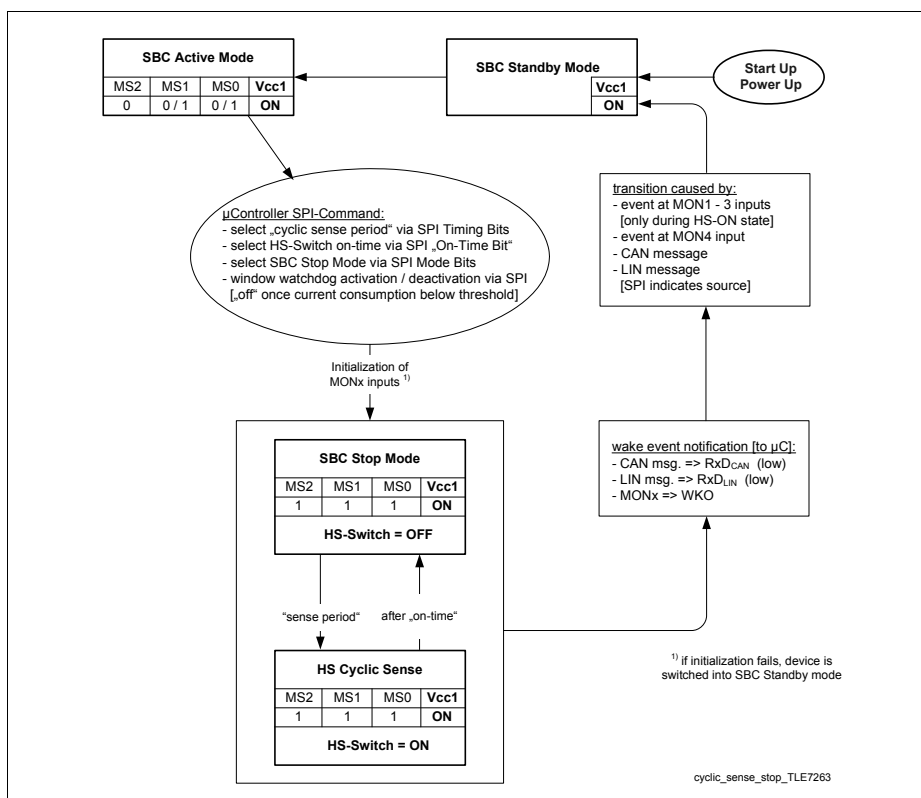 SBC Active Mode
MS2 MS1 MS0 Vcc1
0 0 / 1 0 / 1 ON
SBC Standby Mode
Vcc1
ON
Start Up
Power Up
µController SPI-Command:
- select „cyclic sense period“ via SPI Timing Bits
- select HS-Switch on-time via SPI „On-Time Bit“
- select SBC Stop Mode via SPI Mode Bits
- window watchdog activation / deactivation via SPI
[„off“ once current consumption below threshold]
transition caused by:
- event at MON1 - 3 inputs
[only during HS-ON state]
- event at MON4 input
- CAN message
- LIN message
[SPI indicates source]
Initialization of
MONx inputs 1)
wake event notification [to µC]:
- CAN msg. => RxDCAN (low)
- LIN msg. => RxDLIN (low)
- MONx => WKO
SBC Stop Mode
MS2 MS1 MS0 Vcc1
1 1 1 ON
HS-Switch = OFF
“sense period“ after „on-time“
HS Cyclic Sense
MS2 MS1 MS0 Vcc1
1 1 1 ON
HS-Switch = ON
1) if initialization fails, device is
switched into SBC Standby mode
cyclic_sense_stop_TLE7263